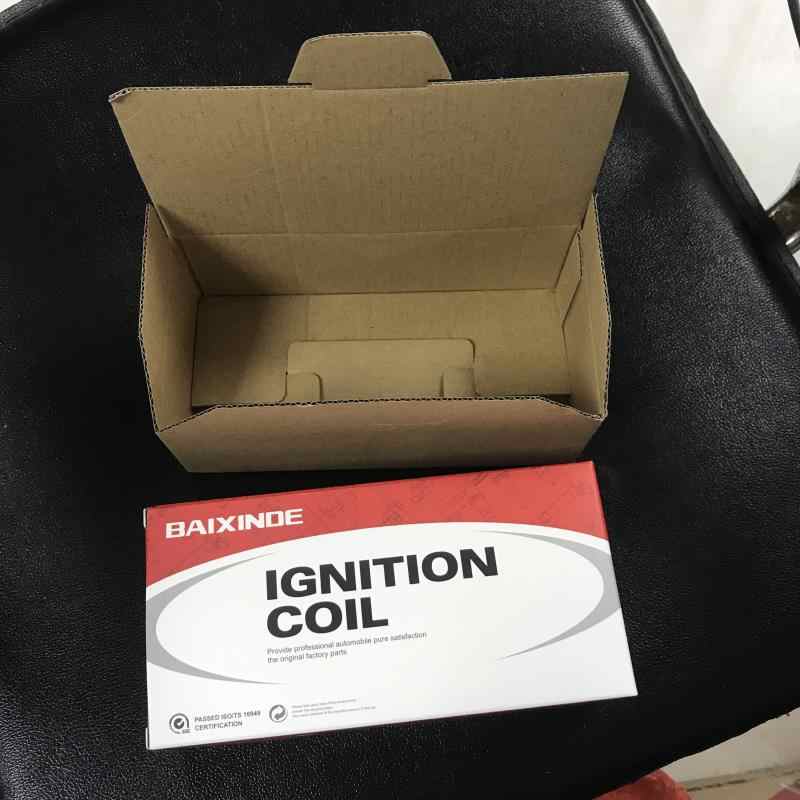 BAIXINDE
IGNITION
COIL
Provide professional automobile pure satisfaction
the original factory parts
PASSED ISO/TS 16949
CERTIFICATION